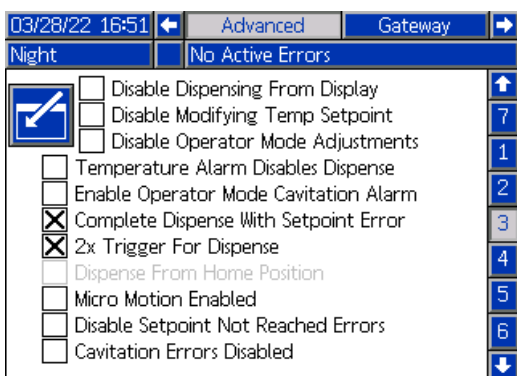 03/28/22 16:51 Advanced Gateway
Night No Active Errors
Disable Dispensing From Display
Disable Modifying Temp Setpoint
Disable Operator Mode Adjustments
Temperature Alarm Disables Dispense
Enable Operator Mode Cavitation Alarm
Complete Dispense With Setpoint Error
2x Trigger For Dispense
Dispense From Home Position
Micro Motion Enabled
Disable Setpoint Not Reached Errors
Cavitation Errors Disabled
7
1
2
3
4
5
6